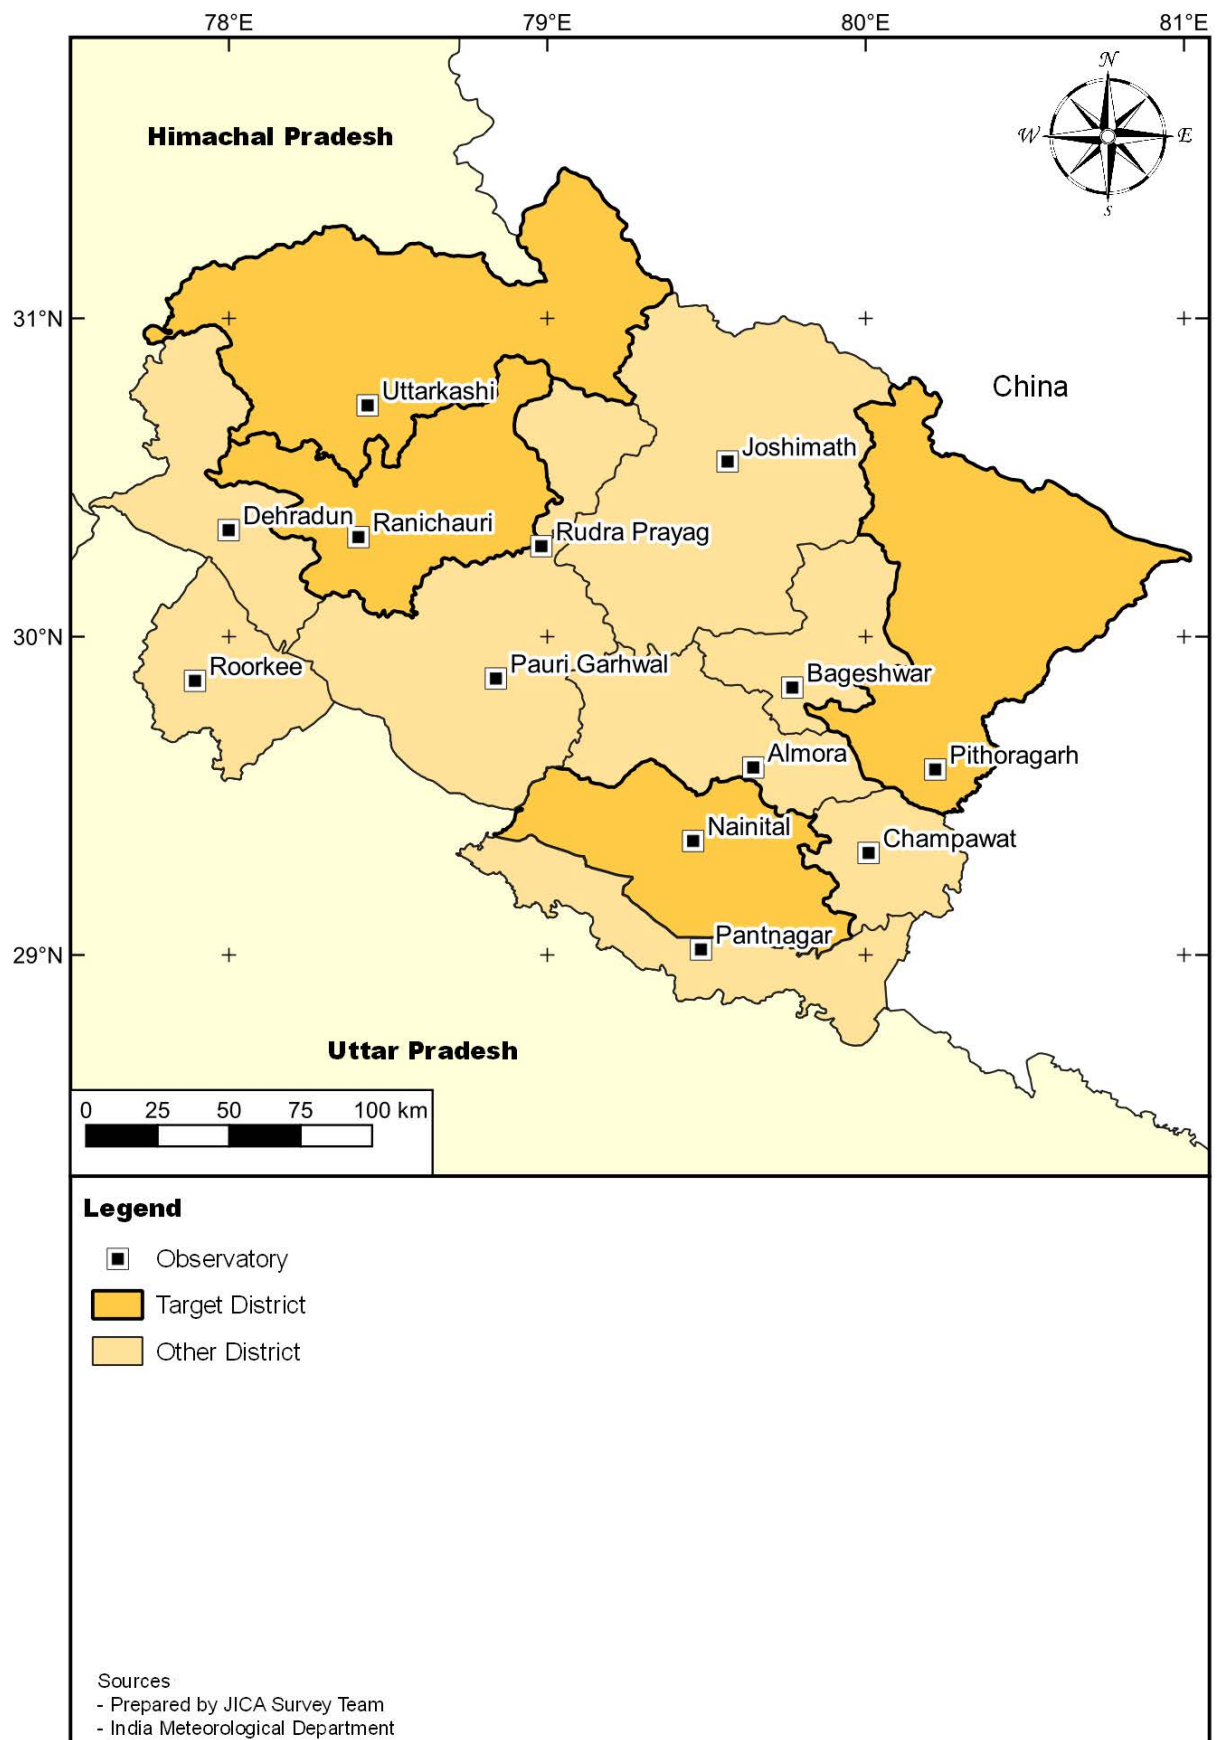 78°E 79°E 80°E 81°E
N
W E
S
Himachal Pradesh
31°N
China
Uttarkashi
Joshimath
Dehradun
Ranichauri
Rudra Prayag
30°N
Roorkee
Pauri Garhwal
Bageshwar
Almora
Pithoragarh
Nainital
Champawat
Pantnagar
29°N
Uttar Pradesh
0 25 50 75 100 km
Legend
Observatory
Target District
Other District
Sources
- Prepared by JICA Survey Team
- India Meteorological Department